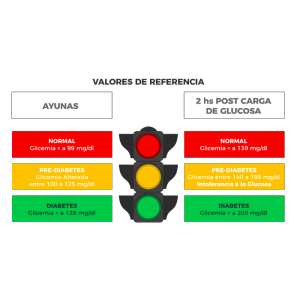 VALORES DE REFERENCIA
AYUNAS
2 hs POST CARGA
DE GLUCOSA
NORMAL
Glicemia < a 99 mg/dl
NORMAL
Glicemia < a 139 mg/dl
PRE-DIABETES
Glicemia Alterada
entre 100 a 125 mg/dl
PRE-DIABETES
Glicemia entre 140 a 199 mg/dl
Intolerancia a la Glucosa
DIABETES
Glicemia > a 126 mg/dl
DIABETES
Glicemia > a 200 mg/dl